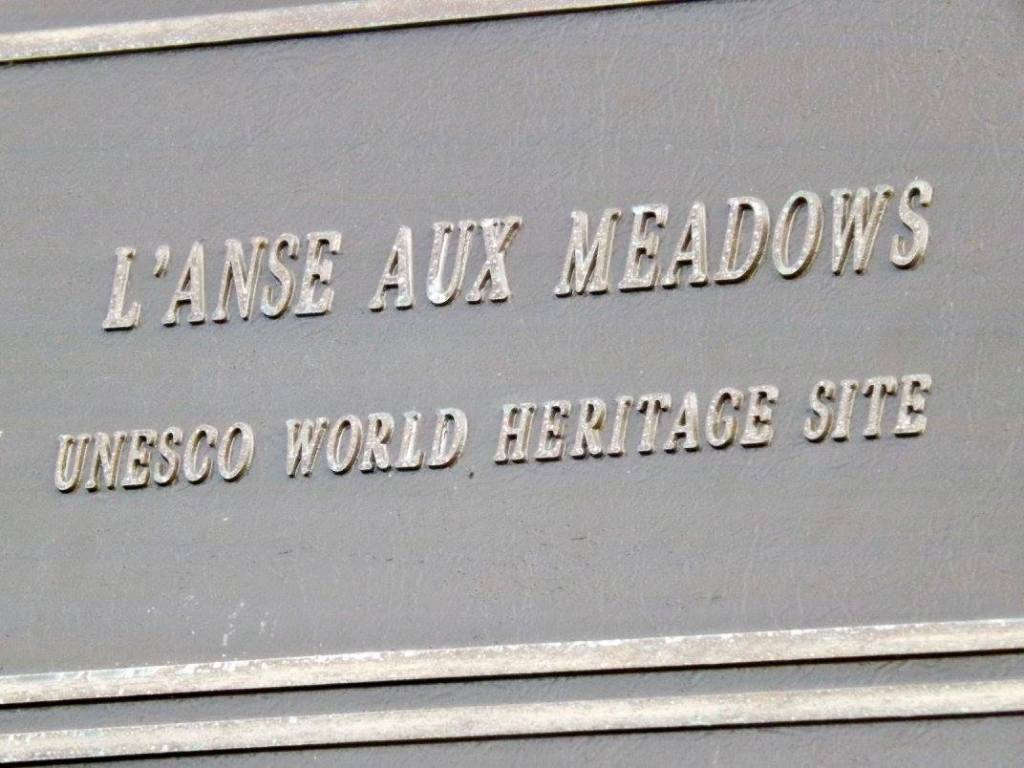 L'ANSE AUX MEADOWS
UNESCO WORLD HERITAGE SITE